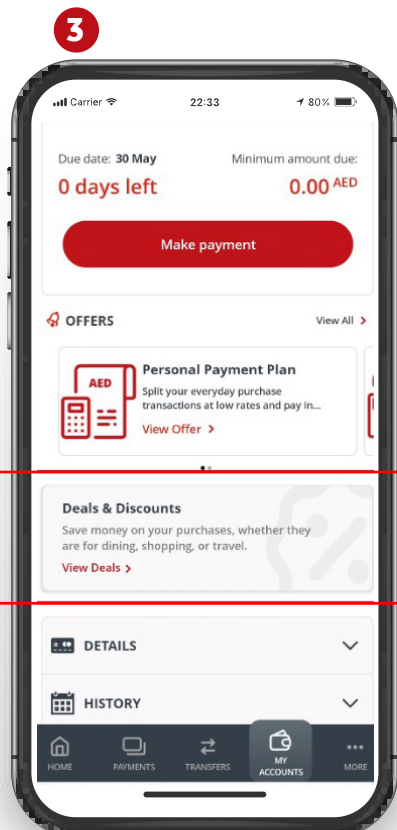 3
Carrier
22:33
80%
Due date: 30 May
Minimum amount due:
0 days left
0.00 AED
Make payment
OFFERS
View All >
AED
Personal Payment Plan
Split your everyday purchase
transactions at low rates and pay in...
View Offer >
Deals & Discounts
Save money on your purchases, whether they
are for dining, shopping, or travel.
View Deals >
DETAILS
HISTORY
HOME
PAYMENTS
TRANSFERS
MY
ACCOUNTS
MORE